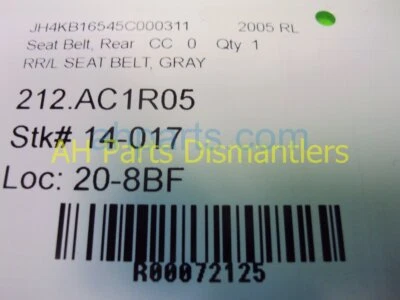 JH4KB16545C000311 2005 RL
Seat Belt, Rear CC 0 Qty 1
RR/L SEAT BELT, GRAY
212.AC1R05
Stk# 14-017
AH Parts Dismantlers
Loc: 20-8BF
R00072125